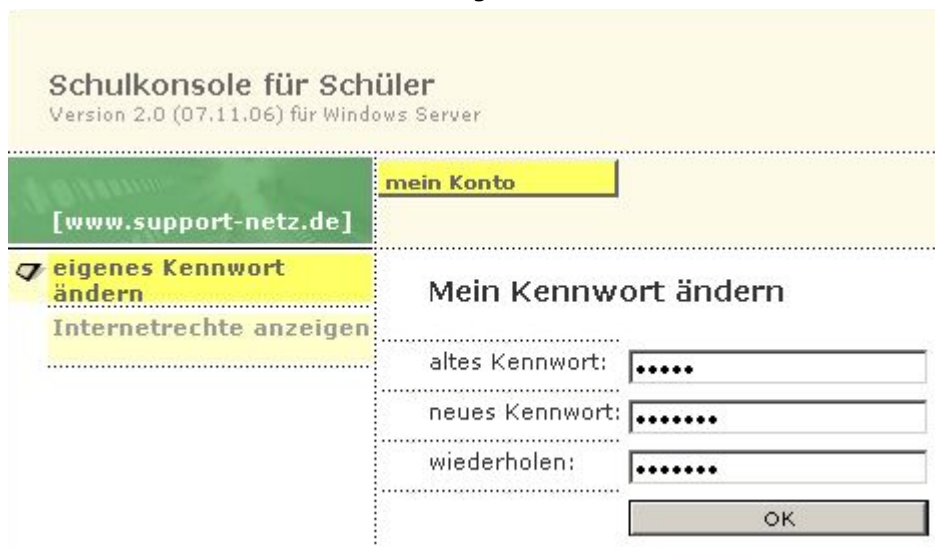 Schulkonsole für Schüler
Version 2.0 (07.11.06) für Windows Server
mein Konto
[www.support-netz.de]
eigenes Kennwort
ändern
Internetrechte anzeigen
Mein Kennwort ändern
altes Kennwort: •••••
neues Kennwort: •••••••
wiederholen: •••••••
OK